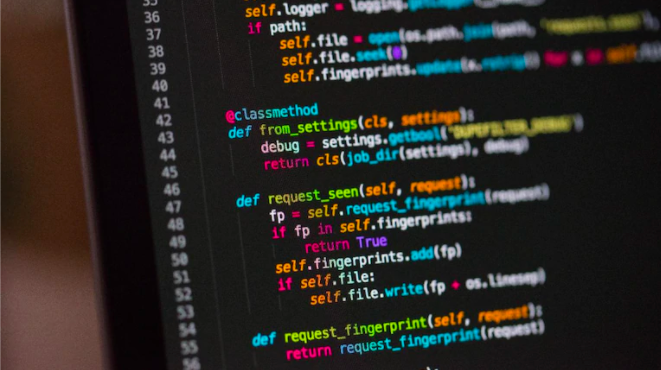 35 self.logger = logging.
36 if path:
37 self.file = open(os.path.join(path, 'requests.seen'),
38 self.file.seek(0)
39 self.fingerprints.update(x.rstrip() for x in self.
40
41
42 @classmethod
43 def from_settings(cls, settings):
44 debug = settings.getbool('DUPEFILTER_DEBUG')
45 return cls(job_dir(settings), debug)
46
47 def request_seen(self, request):
48 fp = self.request_fingerprint(request)
49 if fp in self.fingerprints:
50 return True
51 self.fingerprints.add(fp)
52 if self.file:
53 self.file.write(fp + os.linesep)
54
55 def request_fingerprint(self, request):
56 return request_fingerprint(request)